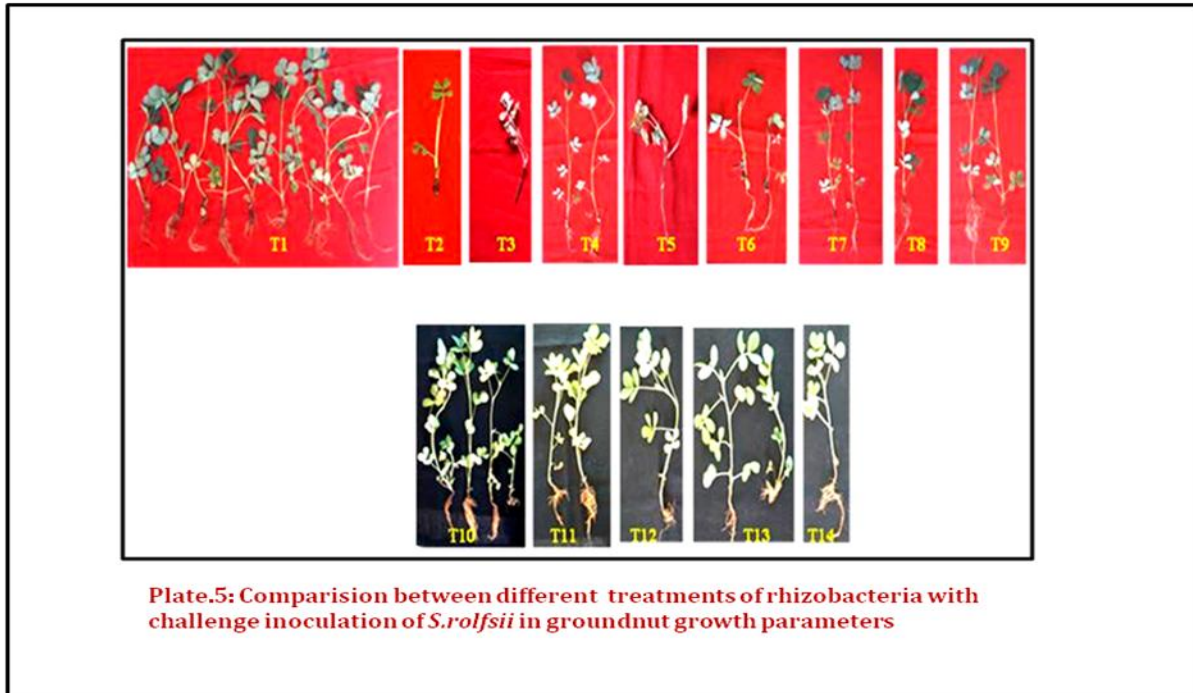 T1 T2 T3 T4 T5 T6 T7 T8 T9
T10 T11 T12 T13 T14
Plate.5: Comparision between different treatments of rhizobacteria with
challenge inoculation of S.rolfsii in groundnut growth parameters